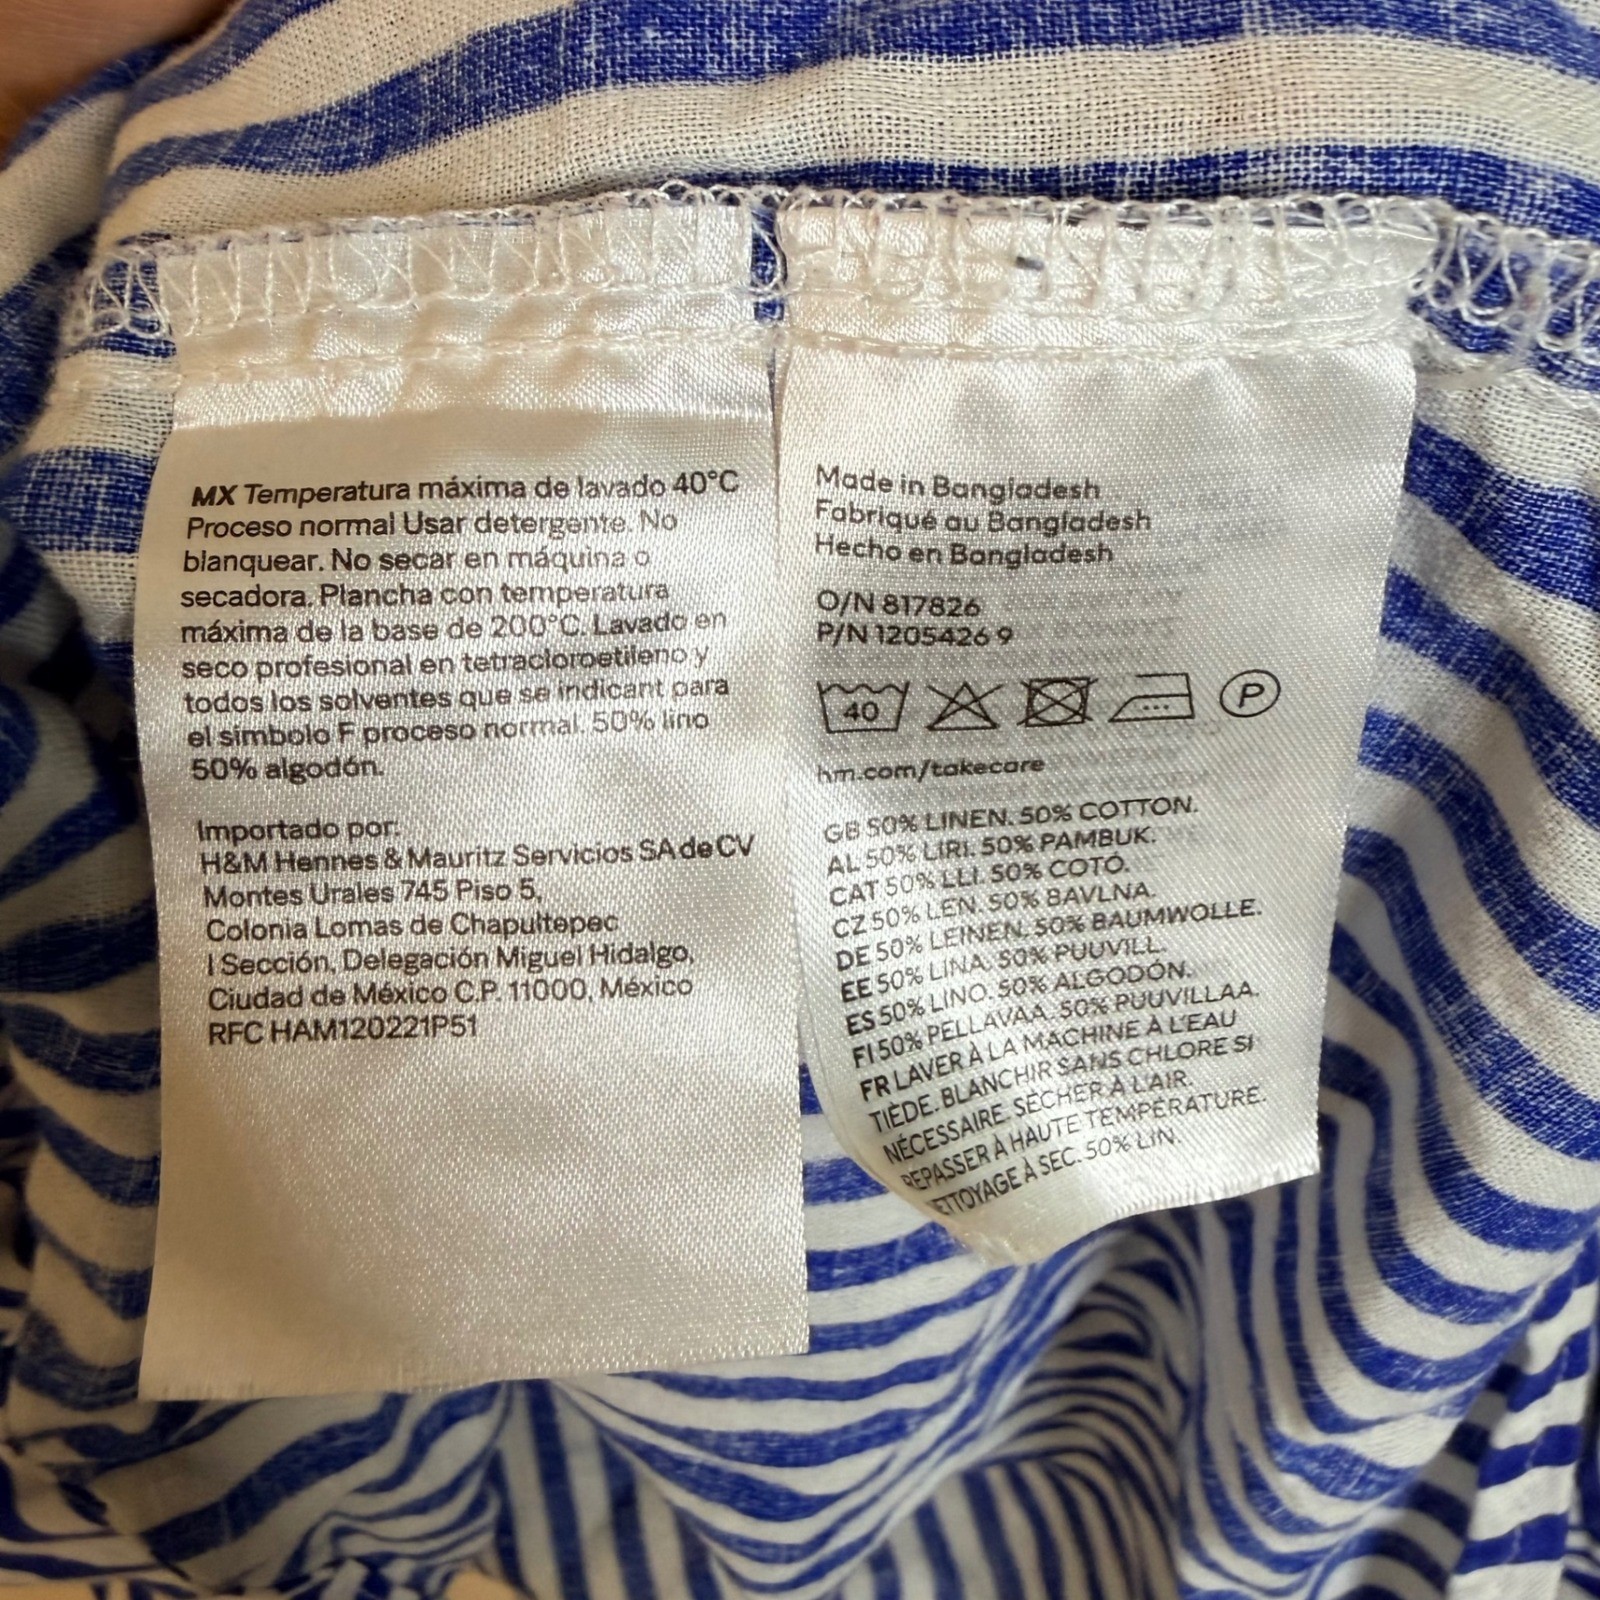 MX Temperatura máxima de lavado 40°C
Proceso normal Usar detergente. No
blanquear. No secar en máquina o
secadora. Plancha con temperatura
máxima de la base de 200°C. Lavado en
seco profesional en tetracloroetileno y
todos los solventes que se indicant para
el simbolo F proceso normal. 50% lino
50% algodón.
Importado por:
H&M Hennes & Mauritz Servicios SA de CV
Montes Urales 745 Piso 5,
Colonia Lomas de Chapultepec
I Sección, Delegación Miguel Hidalgo,
Ciudad de México C.P. 11000, México
RFC HAM120221P51
Made in Bangladesh
Fabriqué au Bangladesh
Hecho en Bangladesh
O/N 817826
P/N 1205426 9
40 P
hm.com/takecare
GB 50% LINEN. 50% COTTON.
AL 50% LIRI. 50% PAMBUK.
CAT 50% LLI. 50% COTÓ.
CZ 50% LEN. 50% BAVLNA.
DE 50% LEINEN. 50% BAUMWOLLE.
EE 50% LINA. 50% PUUVILL.
ES 50% LINO. 50% ALGODÓN.
FI 50% PELLAVAA. 50% PUUVILLAA.
FR LAVER À LA MACHINE À L'EAU
TIÈDE. BLANCHIR SANS CHLORE SI
NÉCESSAIRE. SÉCHER À L'AIR.
REPASSER À HAUTE TEMPÉRATURE.
NETTOYAGE À SEC. 50% LIN.